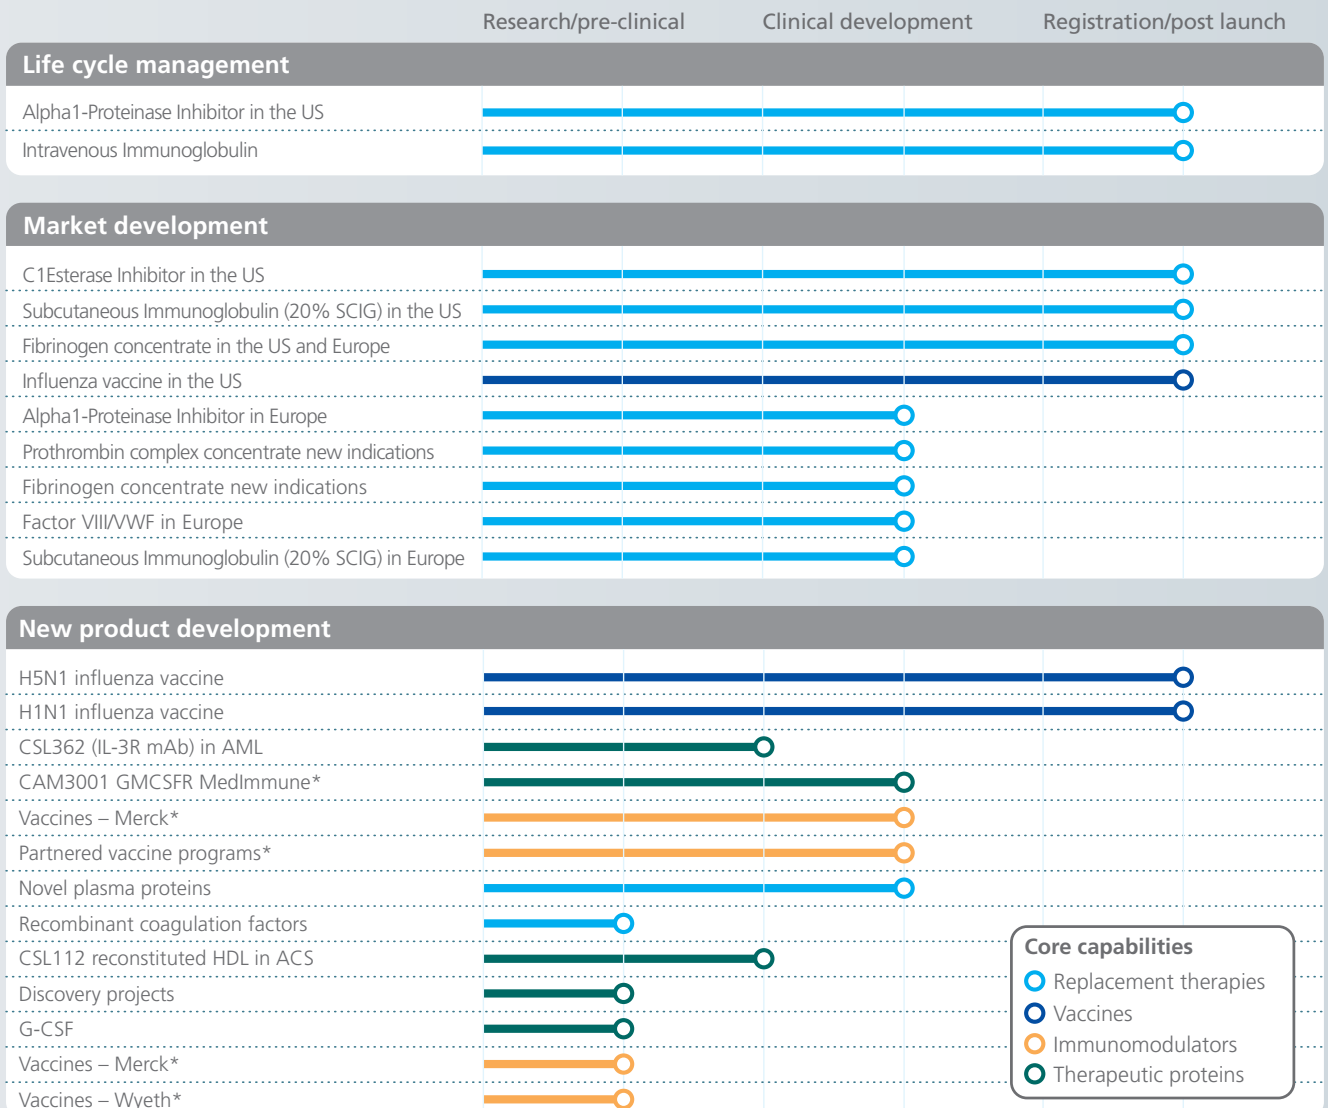 Research/pre-clinical Clinical development Registration/post launch
Life cycle management
Alpha1-Proteinase Inhibitor in the US
Intravenous Immunoglobulin
Market development
C1Esterase Inhibitor in the US
Subcutaneous Immunoglobulin (20% SCIG) in the US
Fibrinogen concentrate in the US and Europe
Influenza vaccine in the US
Alpha1-Proteinase Inhibitor in Europe
Prothrombin complex concentrate new indications
Fibrinogen concentrate new indications
Factor VIII/VWF in Europe
Subcutaneous Immunoglobulin (20% SCIG) in Europe
New product development
H5N1 influenza vaccine
H1N1 influenza vaccine
CSL362 (IL-3R mAb) in AML
CAM3001 GMCSFR MedImmune*
Vaccines – Merck*
Partnered vaccine programs*
Novel plasma proteins
Recombinant coagulation factors
CSL112 reconstituted HDL in ACS
Discovery projects
G-CSF
Vaccines – Merck*
Vaccines – Wyeth*
Core capabilities
Replacement therapies
Vaccines
Immunomodulators
Therapeutic proteins